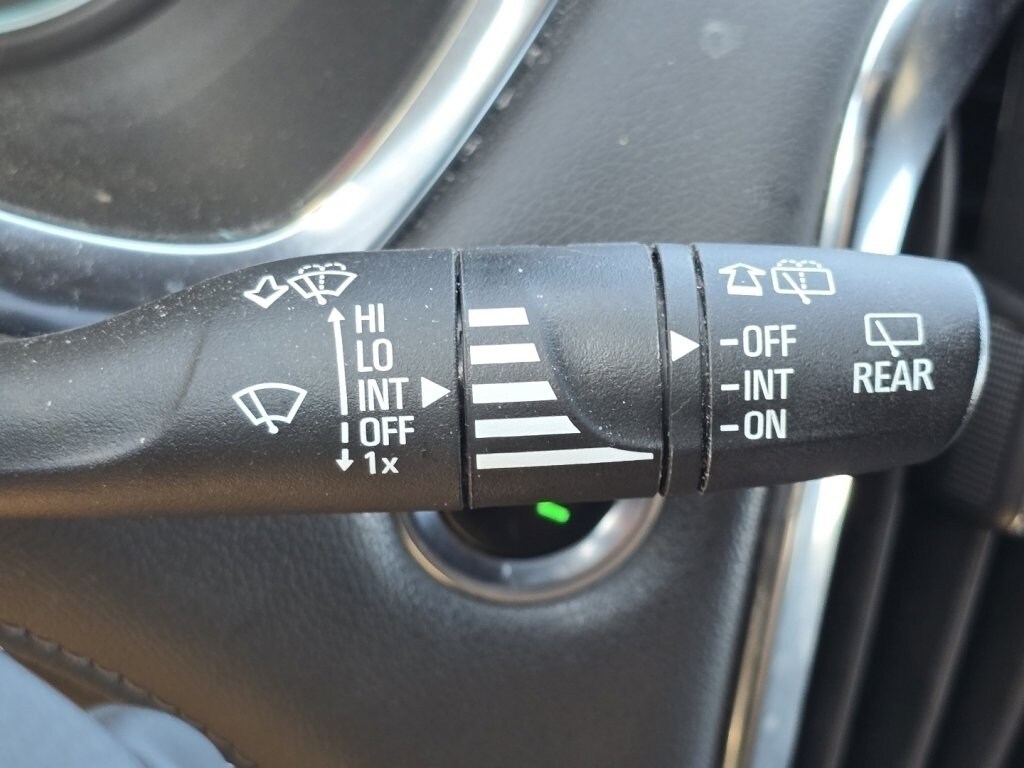 HI
LO
INT
OFF
1x
-OFF
-INT
-ON
REAR